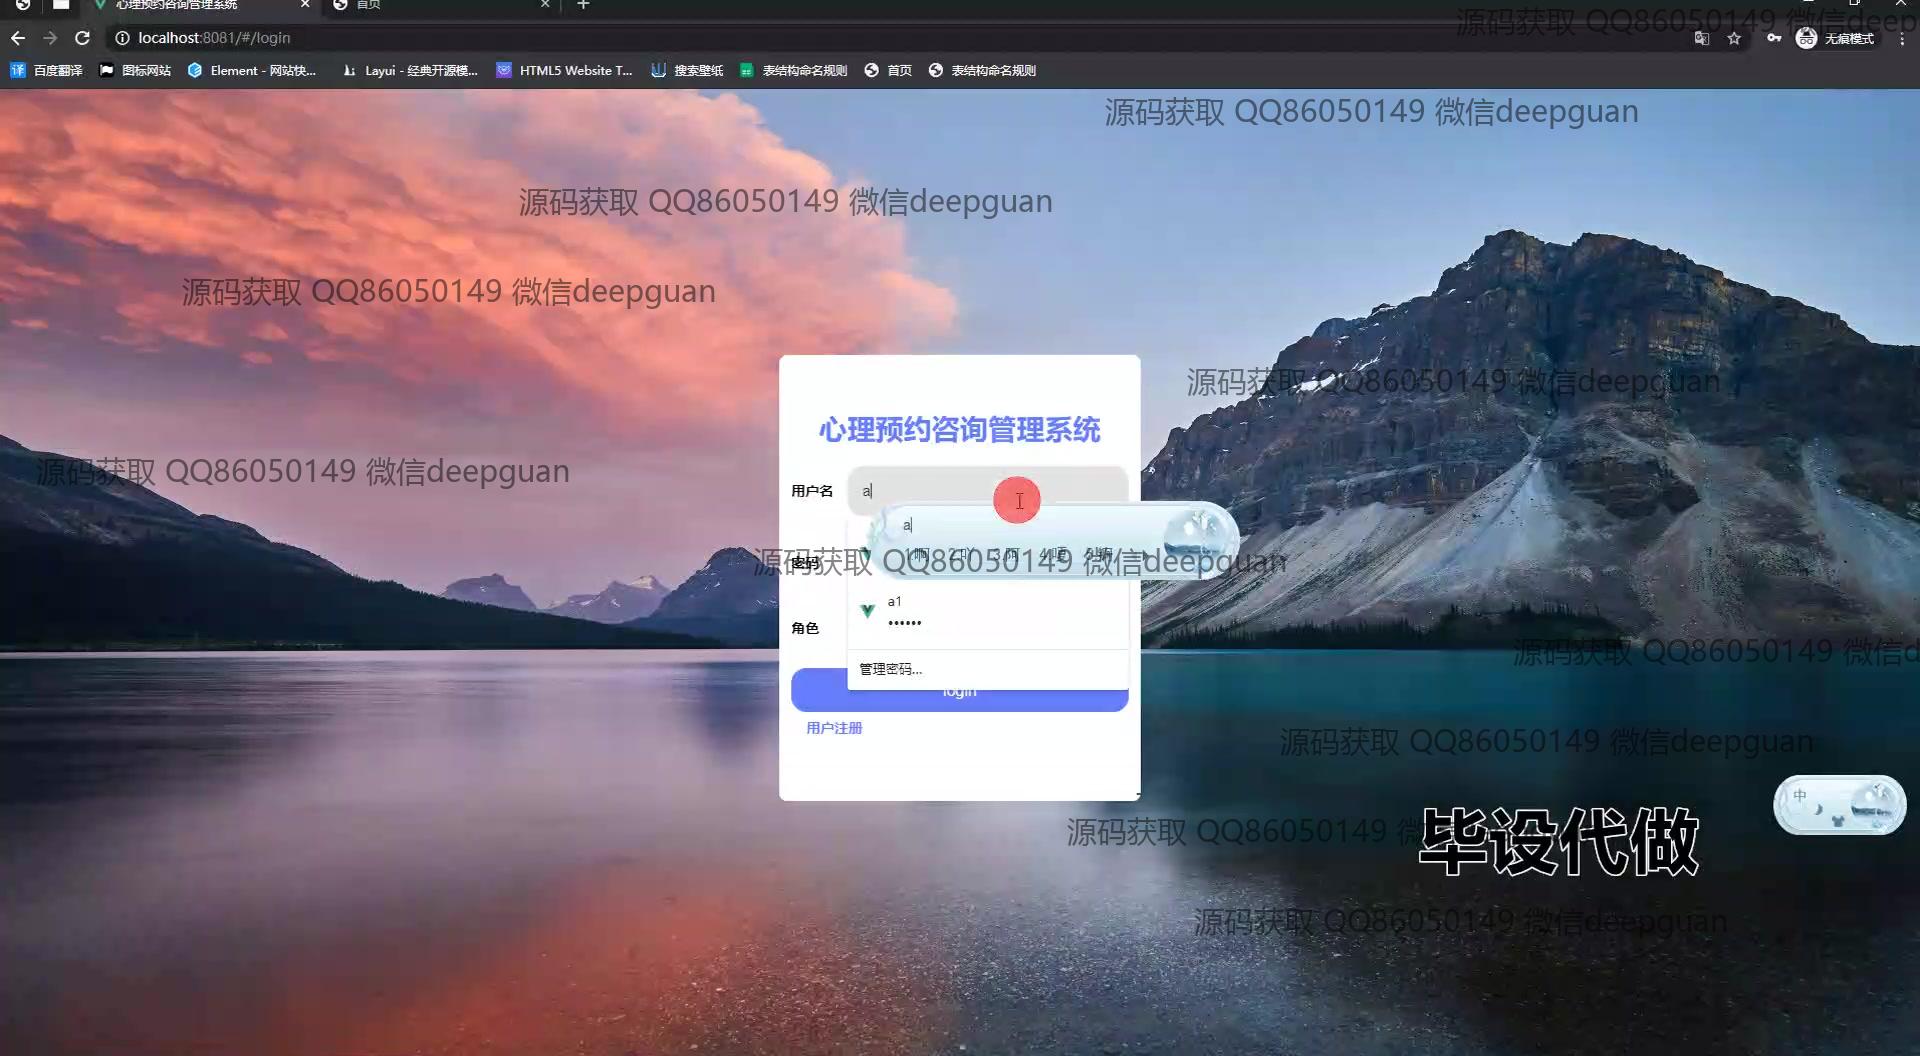 心理预约咨询管理系统
首页
localhost:8081/#/login
无痕模式
百度翻译
图标网站
Element - 网站快...
Layui - 经典开源模...
HTML5 Website T...
搜索壁纸
表结构命名规则
首页
表结构命名规则
源码获取 QQ86050149 微信deep
源码获取 QQ86050149 微信deepguan
源码获取 QQ86050149 微信deepguan
源码获取 QQ86050149 微信deepguan
源码获取 QQ86050149 微信deepguan
心理预约咨询管理系统
源码获取 QQ86050149 微信deepguan
用户名
a
a
密码
源码获取 QQ86050149 微信deepguan
a1
••••••
角色
源码获取 QQ86050149 微信d
管理密码...
login
用户注册
源码获取 QQ86050149 微信deepguan
中
源码获取 QQ86050149 微
毕设代做
源码获取 QQ86050149 微信deepguan